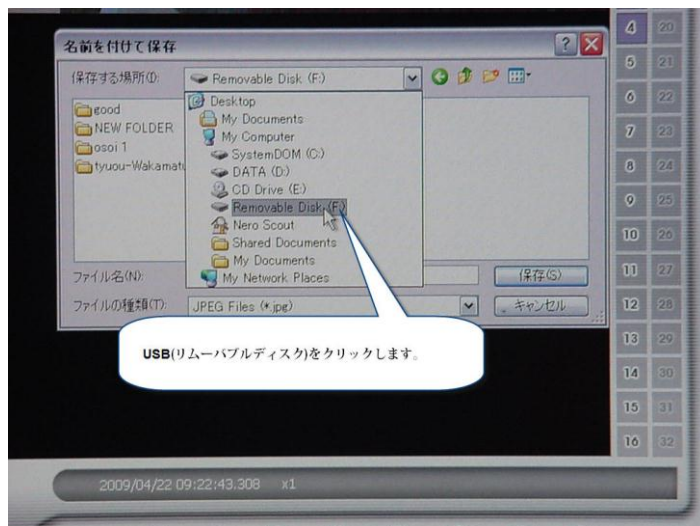 名前を付けて保存
保存する場所(I):
Removable Disk (F:)
good
NEW FOLDER
osoi 1
tyuou-Wakamatu
Desktop
My Documents
My Computer
SystemDOM (C:)
DATA (D:)
CD Drive (E:)
Removable Disk (F:)
Nero Scout
Shared Documents
My Documents
My Network Places
ファイル名(N):
保存(S)
ファイルの種類(T):
JPEG Files (*.jpg)
キャンセル
USB(リムーバブルディスク)をクリックします。
4 20
5 21
6 22
7 23
8 24
9 25
10 26
11 27
12 28
13 29
14 30
15 31
16 32
2009/04/22 09:22:43.308 x1